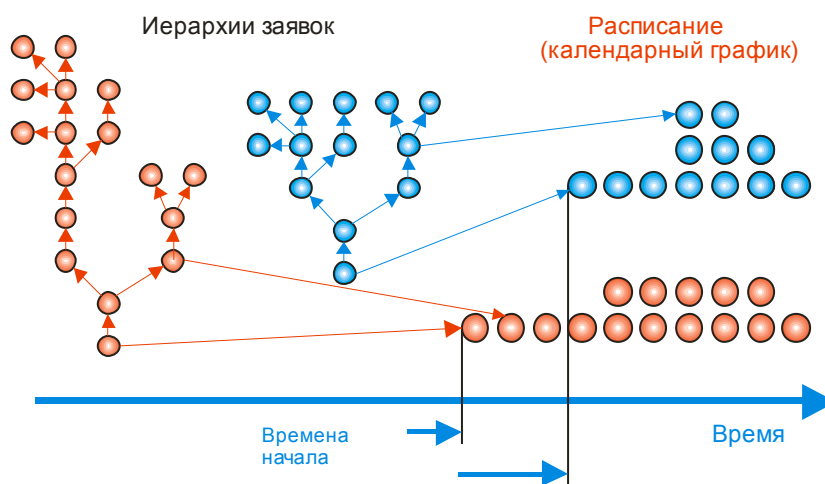 Иерархии заявок
Расписание
(календарный график)
Времена
начала
Время